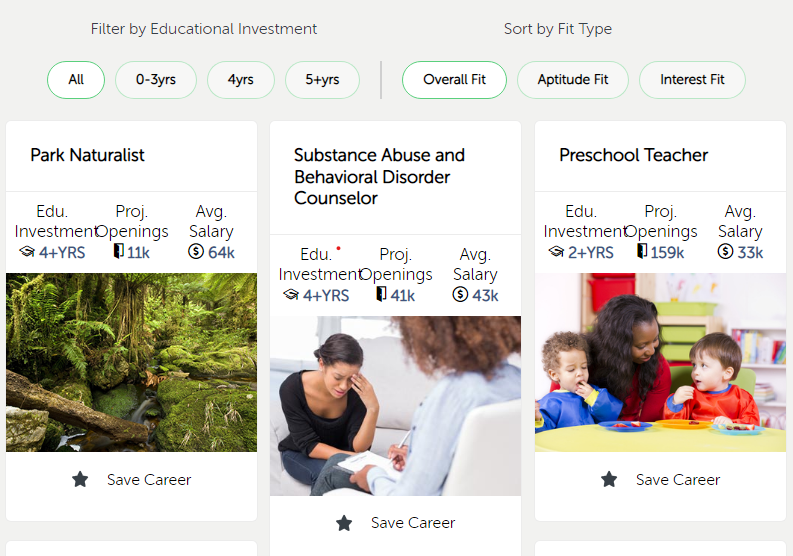 Filter by Educational Investment
Sort by Fit Type
All
0-3yrs
4yrs
5+yrs
Overall Fit
Aptitude Fit
Interest Fit
Park Naturalist
Edu.
Investment
Proj.
Openings
Avg.
Salary
4+YRS
11k
64k
Save Career
Substance Abuse and
Behavioral Disorder
Counselor
Edu.
Investment
Proj.
Openings
Avg.
Salary
4+YRS
41k
43k
Save Career
Preschool Teacher
Edu.
Investment
Proj.
Openings
Avg.
Salary
2+YRS
159k
33k
Save Career